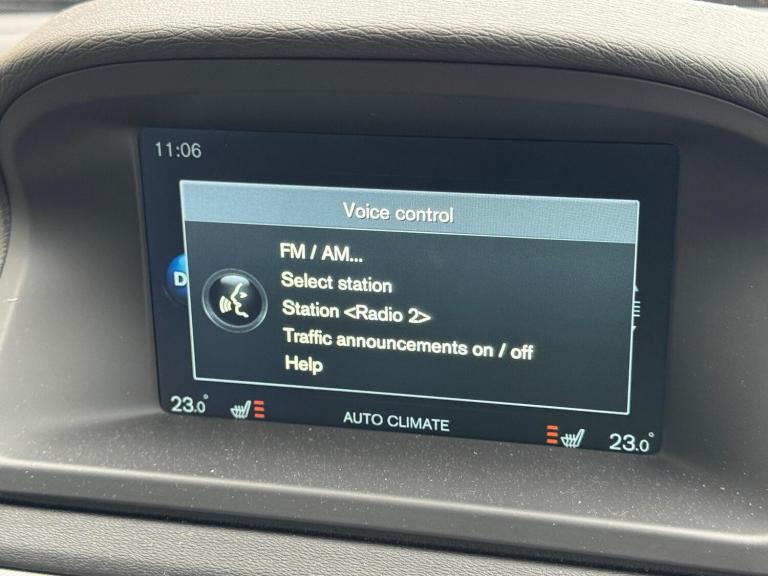 11:06
Voice control
FM / AM...
D
Select station
Station <Radio 2>
Traffic announcements on / off
Help
23.0°
AUTO CLIMATE
23.0°